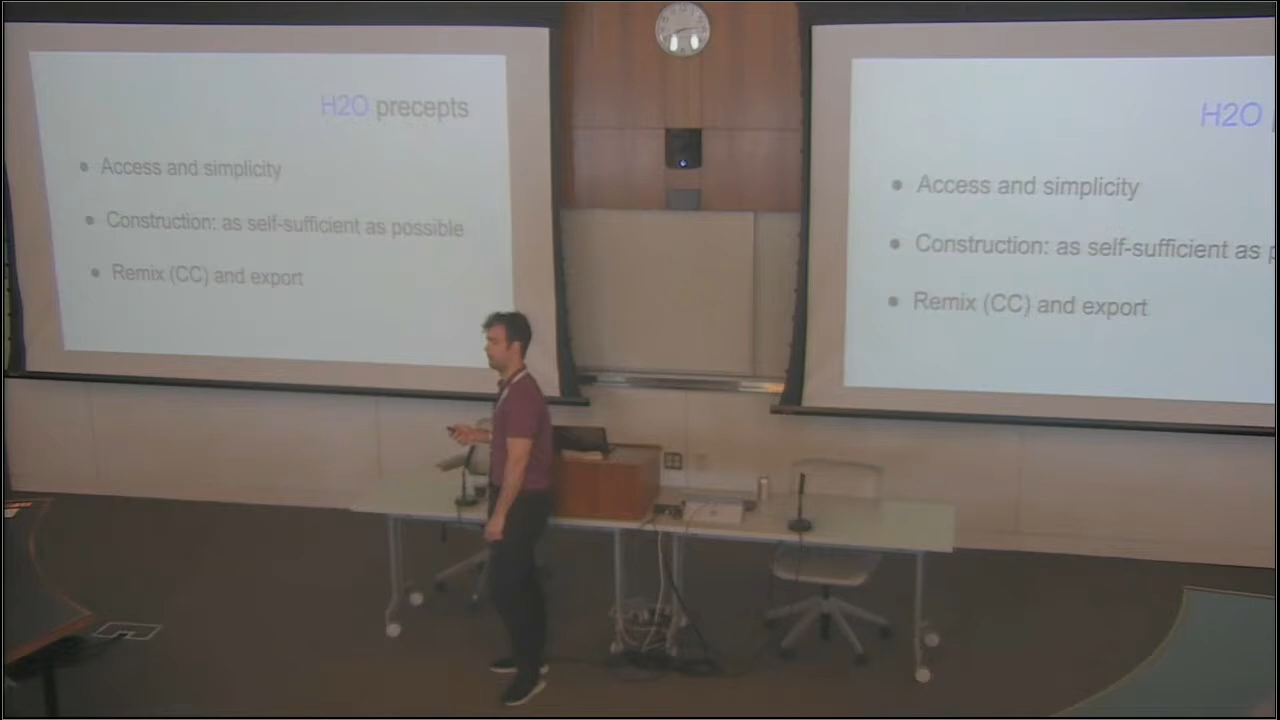 H2O precepts
Access and simplicity
Construction: as self-sufficient as possible
Remix (CC) and export
H2O
Access and simplicity
Construction: as self-sufficient as
Remix (CC) and export